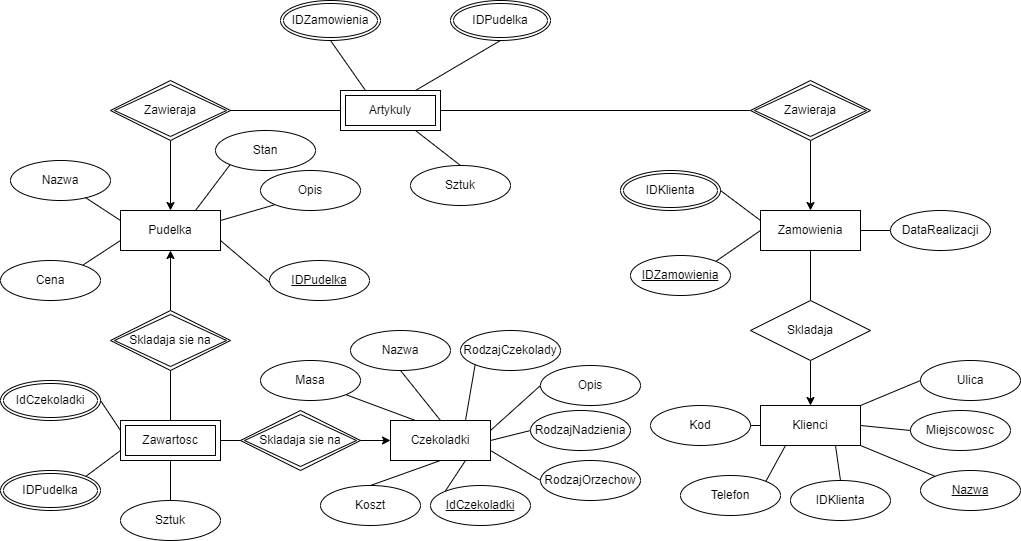 IDZamowienia
IDPudelka
Zawieraja
Artykuly
Zawieraja
Stan
Nazwa
Opis
Sztuk
IDKlienta
Pudelka
Zamowienia
DataRealizacji
Cena
IDPudelka
IDZamowienia
Skladaja sie na
Skladaja
Nazwa
RodzajCzekolady
Masa
Opis
Ulica
IdCzekoladki
Kod
Klienci
Miejscowosc
Zawartosc
Skladaja sie na
Czekoladki
RodzajNadzienia
IDPudelka
RodzajOrzechow
Telefon
IDKlienta
Nazwa
Sztuk
Koszt
IdCzekoladki